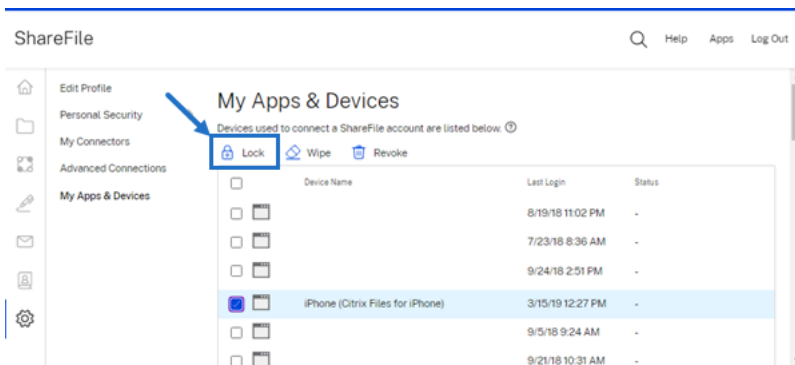 ShareFile
Help Apps Log Out
Edit Profile
Personal Security
My Connectors
Advanced Connections
My Apps & Devices
My Apps & Devices
Devices used to connect a ShareFile account are listed below.
Lock Wipe Revoke
Device Name Last Login Status
8/19/18 11:02 PM -
7/23/18 8:36 AM -
9/24/18 2:51 PM -
iPhone (Citrix Files for iPhone) 3/15/19 12:27 PM -
9/5/18 9:24 AM -
9/21/18 10:31 AM -